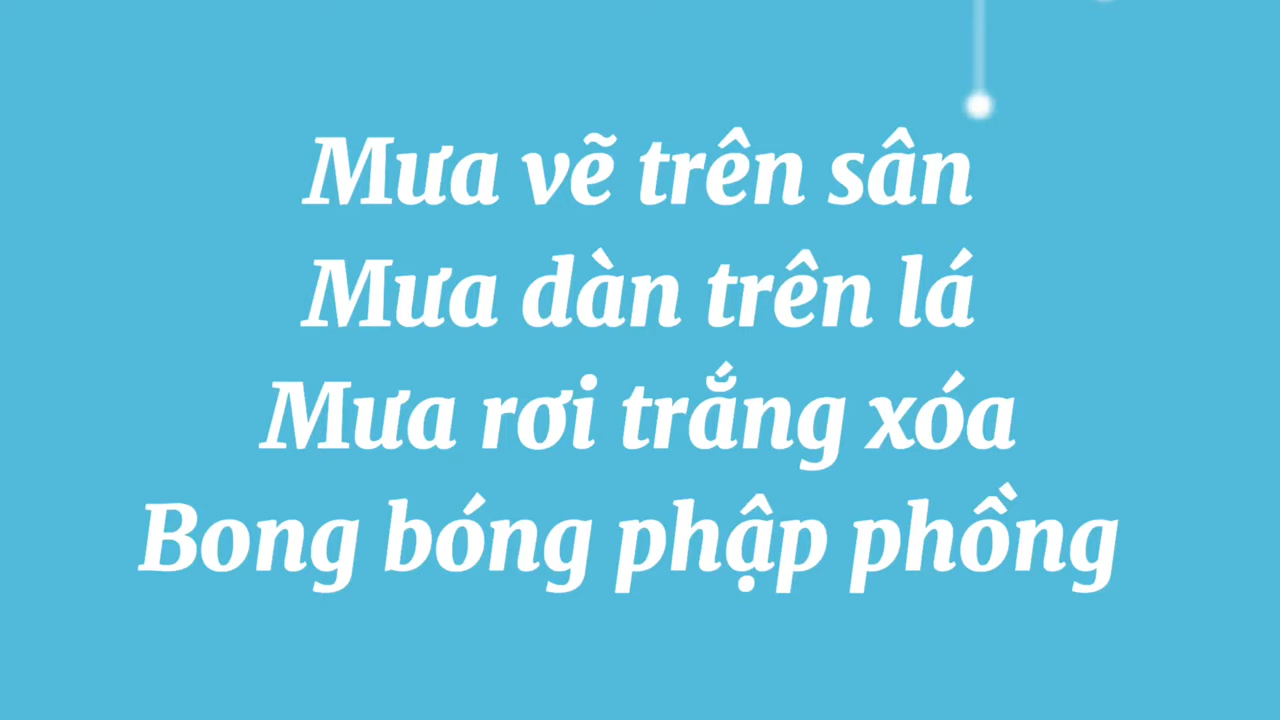 Mưa vẽ trên sân
Mưa dàn trên lá
Mưa rơi trắng xóa
Bong bóng phập phồng